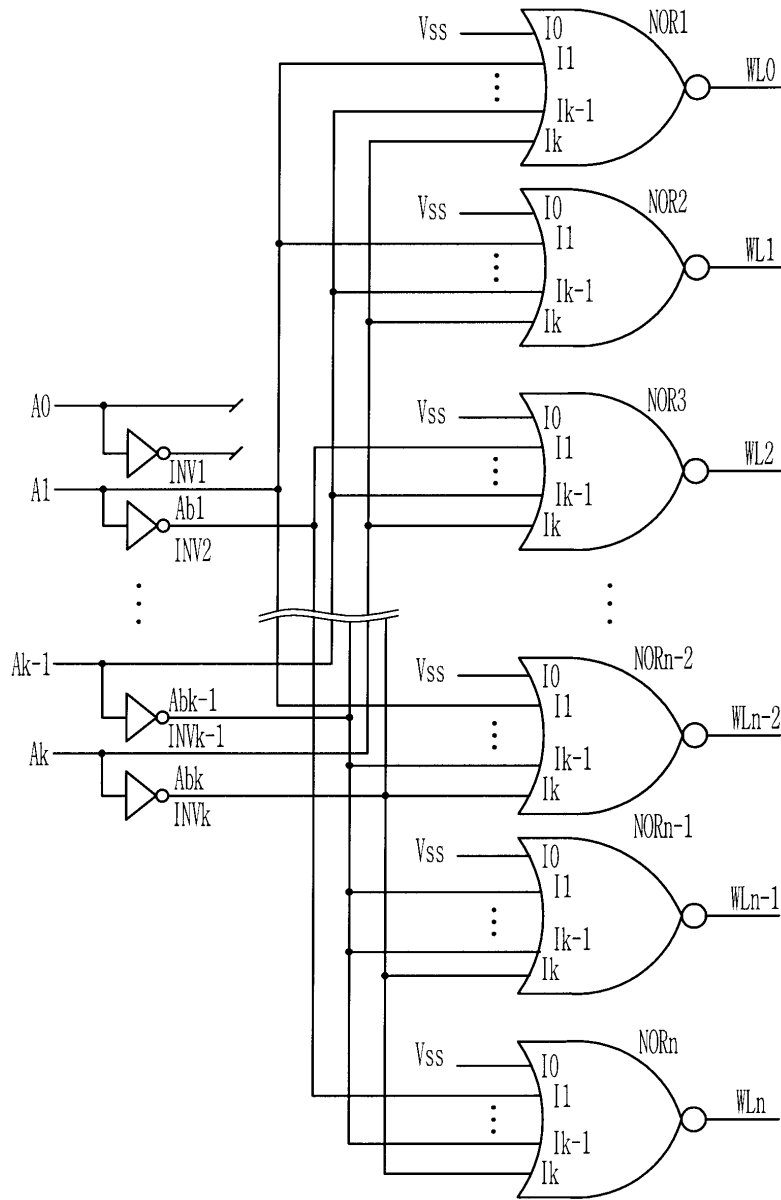 NOR1
Vss
I0
I1
Ik-1
Ik
WL0
NOR2
Vss
I0
I1
Ik-1
Ik
WL1
A0
INV1
A1
Ab1
INV2
NOR3
Vss
I0
I1
Ik-1
Ik
WL2
Ak-1
Abk-1
INVk-1
Ak
Abk
INVk
NORn-2
Vss
I0
I1
Ik-1
Ik
WLn-2
NORn-1
Vss
I0
I1
Ik-1
Ik
WLn-1
NORn
Vss
I0
I1
Ik-1
Ik
WLn